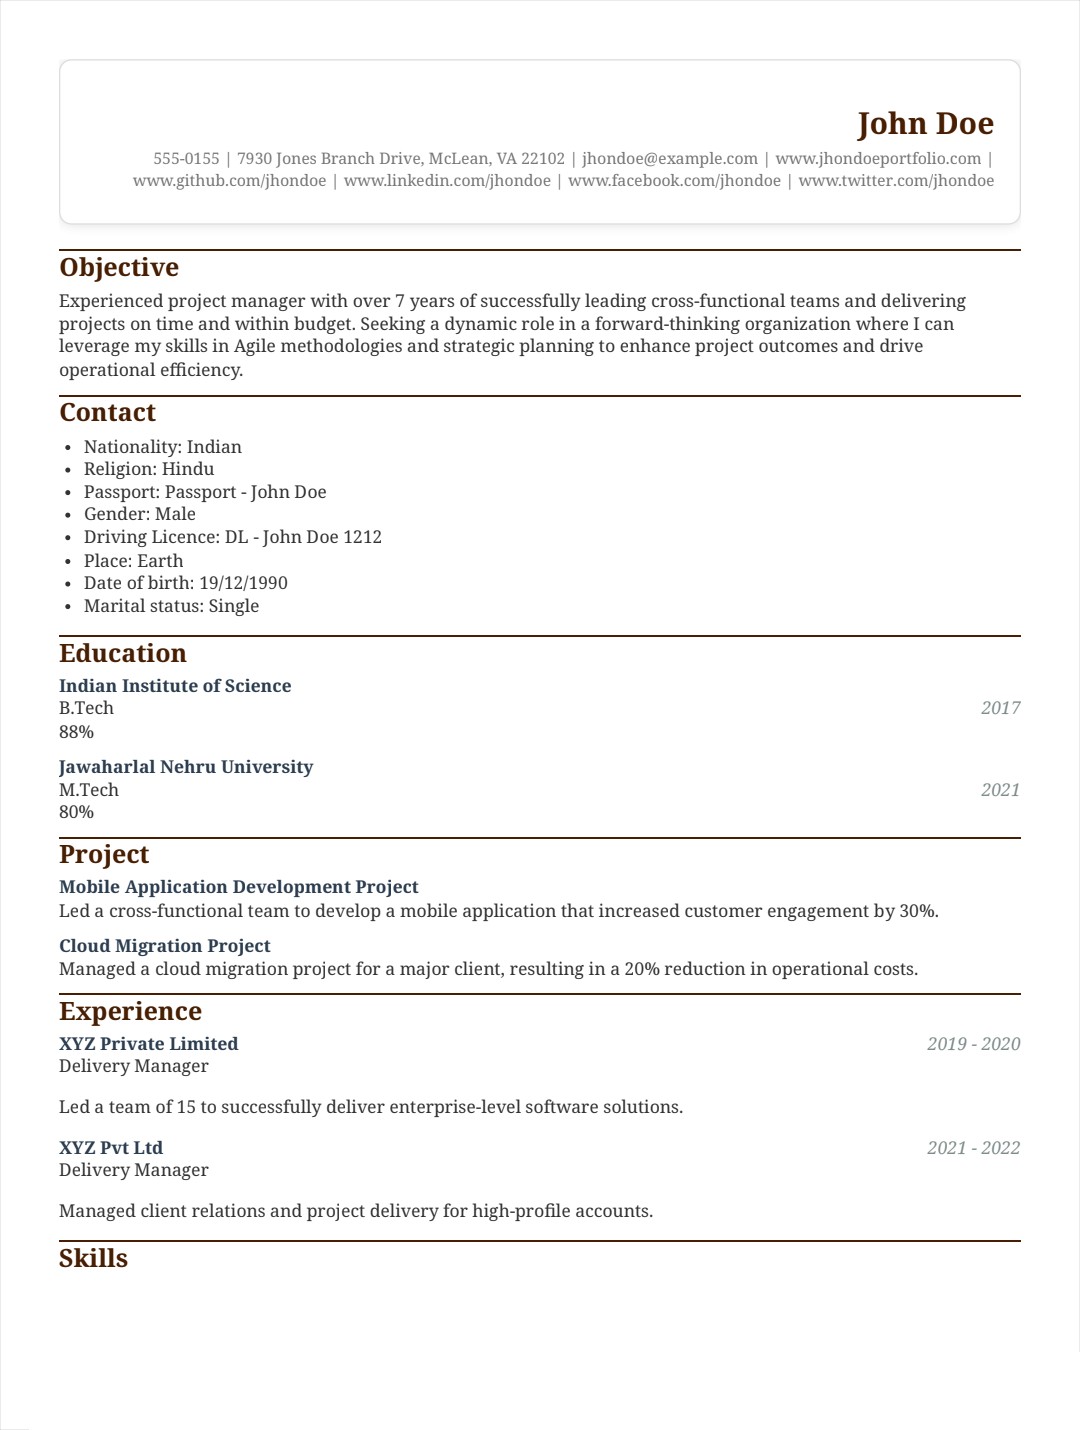 John Doe
555-0155 | 7930 Jones Branch Drive, McLean, VA 22102 | jhondoe@example.com | www.jhondoeportfolio.com |
www.github.com/jhondoe | www.linkedin.com/jhondoe | www.facebook.com/jhondoe | www.twitter.com/jhondoe
Objective
Experienced project manager with over 7 years of successfully leading cross-functional teams and delivering
projects on time and within budget. Seeking a dynamic role in a forward-thinking organization where I can
leverage my skills in Agile methodologies and strategic planning to enhance project outcomes and drive
operational efficiency.
Contact
• Nationality: Indian
• Religion: Hindu
• Passport: Passport - John Doe
• Gender: Male
• Driving Licence: DL - John Doe 1212
• Place: Earth
• Date of birth: 19/12/1990
• Marital status: Single
Education
Indian Institute of Science
B.Tech 2017
88%
Jawaharlal Nehru University
M.Tech 2021
80%
Project
Mobile Application Development Project
Led a cross-functional team to develop a mobile application that increased customer engagement by 30%.
Cloud Migration Project
Managed a cloud migration project for a major client, resulting in a 20% reduction in operational costs.
Experience
XYZ Private Limited 2019 - 2020
Delivery Manager
Led a team of 15 to successfully deliver enterprise-level software solutions.
XYZ Pvt Ltd 2021 - 2022
Delivery Manager
Managed client relations and project delivery for high-profile accounts.
Skills